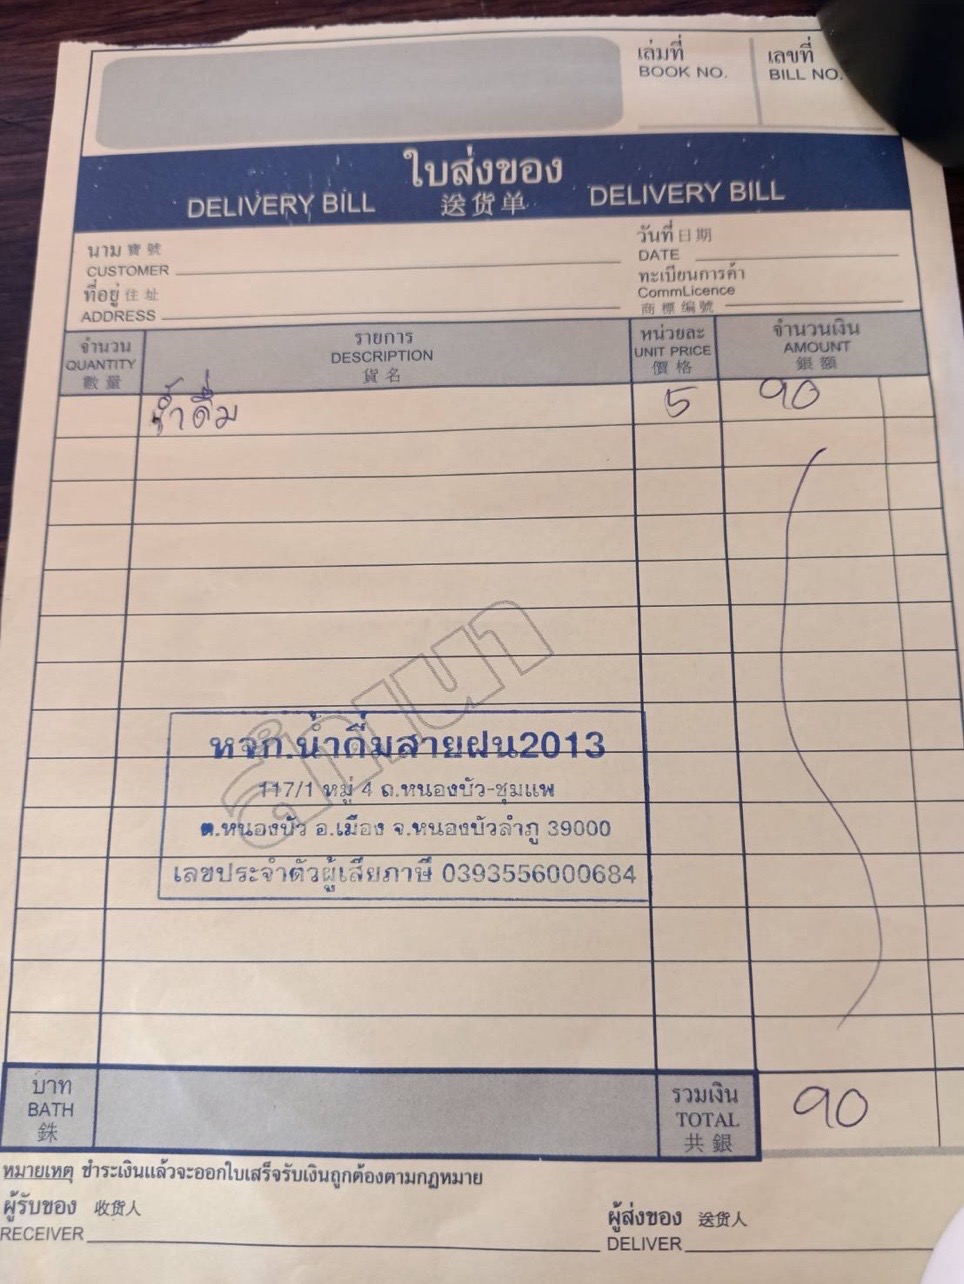 เล่มที่ เลขที่
BOOK NO. BILL NO.
ใบส่งของ
DELIVERY BILL 送货单 DELIVERY BILL
นาม 寶號 วันที่ 日期
CUSTOMER DATE
ที่อยู่ 住址 ทะเบียนการค้า
ADDRESS CommLicence
商標编號
จำนวน รายการ หน่วยละ จำนวนเงิน
QUANTITY DESCRIPTION UNIT PRICE AMOUNT
數量 貨名 價格 銀額
น้ำดื่ม 5 90
สำเนา
หจก.น้ำดื่มสายฝน2013
117/1 หมู่ 4 ถ.หนองบัว-ชุมแพ
ต.หนองบัว อ.เมือง จ.หนองบัวลำภู 39000
เลขประจำตัวผู้เสียภาษี 0393556000684
บาท รวมเงิน
BATH TOTAL 90
銖 共銀
หมายเหตุ ชำระเงินแล้วจะออกใบเสร็จรับเงินถูกต้องตามกฎหมาย
ผู้รับของ 收货人 ผู้ส่งของ 送货人
RECEIVER DELIVER